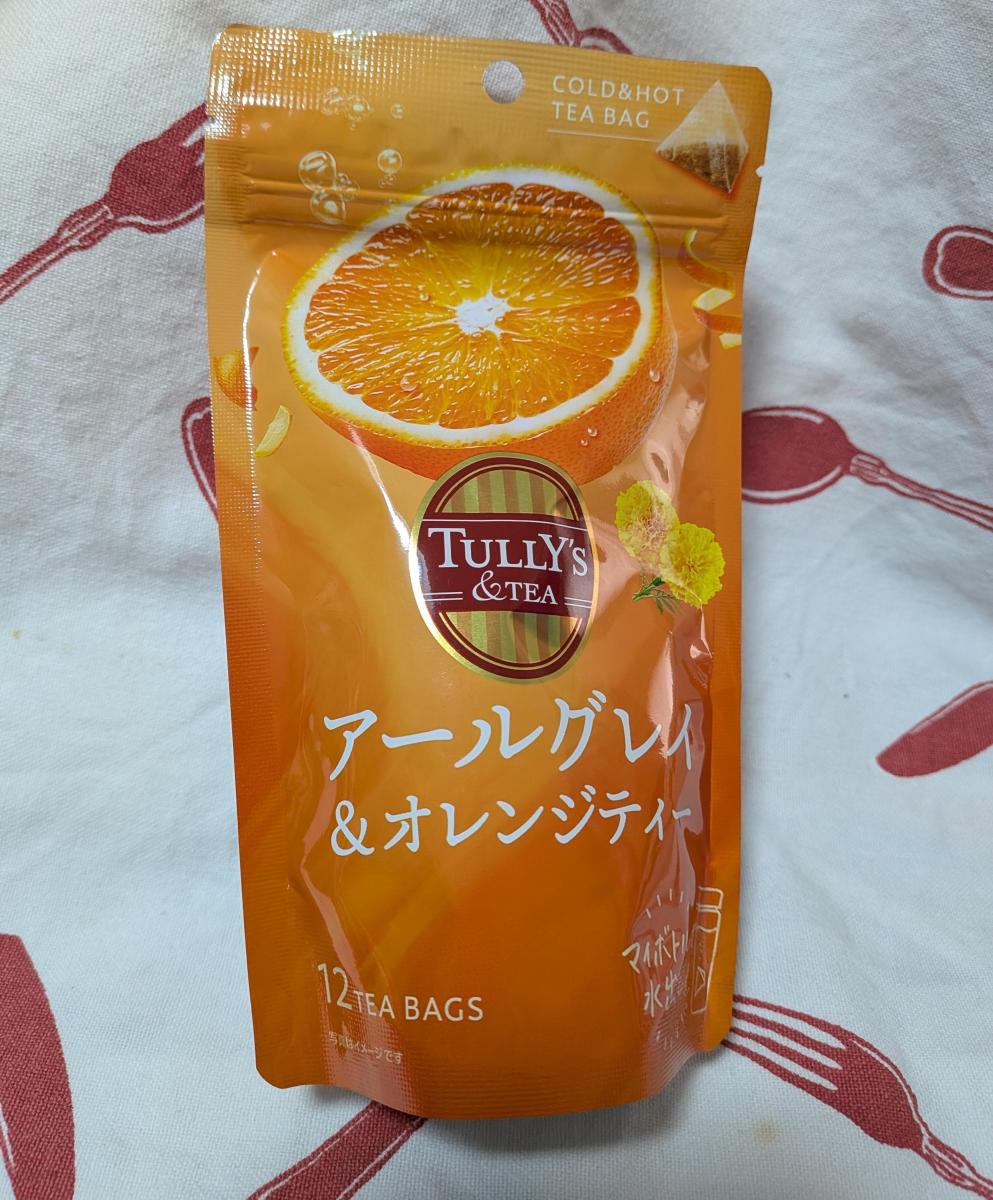 COLD&HOT
TEA BAG
TULLY'S
&TEA
アールグレイ
&オレンジティー
マイボトル
水出
12 TEA BAGS
写真はイメージです